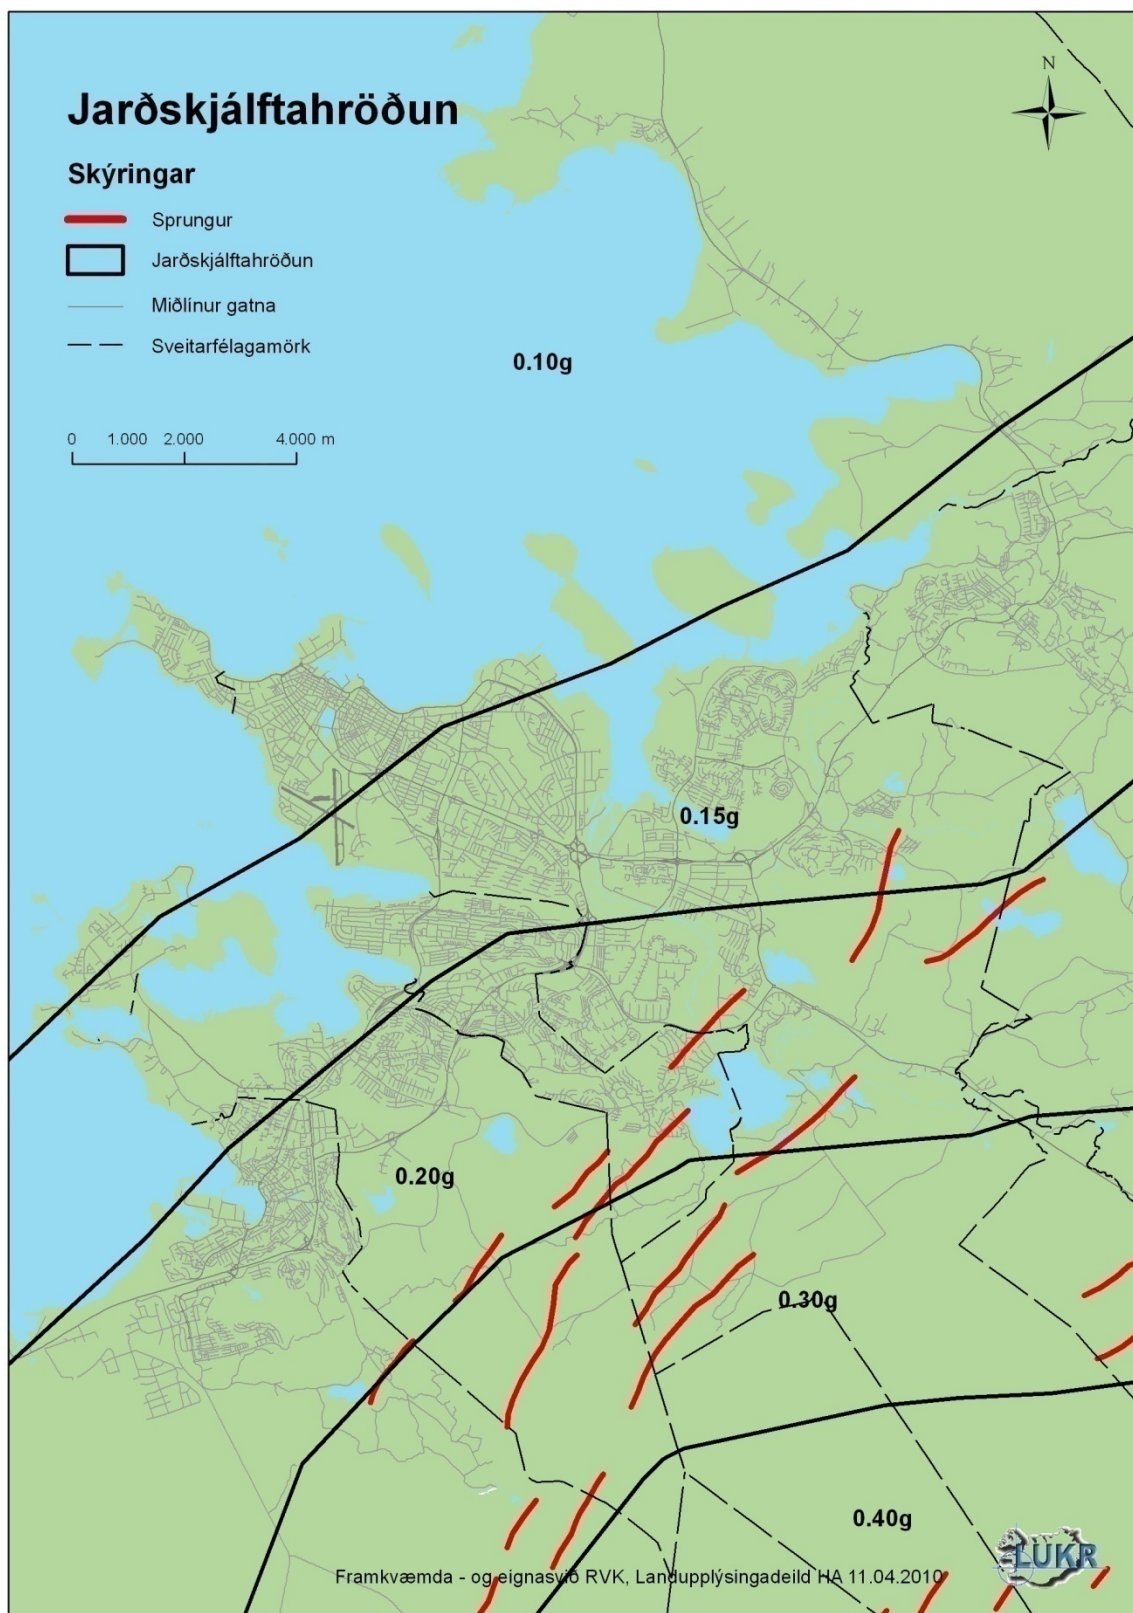 N
Jarðskjálftahröðun
Skýringar
Sprungur
Jarðskjálftahröðun
Miðlínur gatna
Sveitarfélagamörk
0.10g
0 1.000 2.000 4.000 m
0.15g
0.20g
0.30g
0.40g
LUKR
Framkvæmda - og eignasvið RVK, Landupplýsingadeild HA 11.04.2010